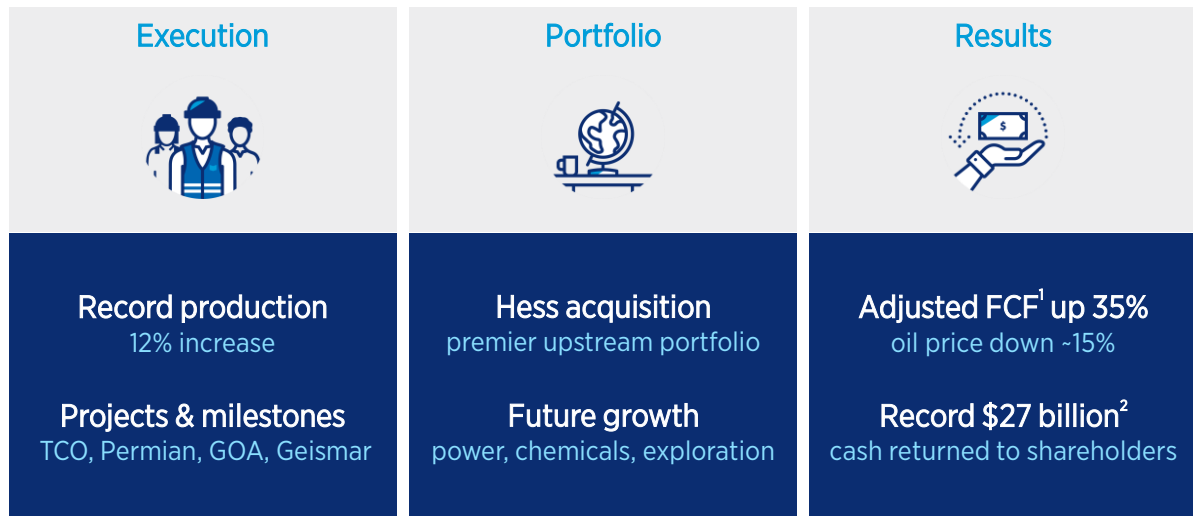 Execution
$
Record production
12% increase
Projects & milestones
TCO, Permian, GOA, Geismar
Portfolio
Hess acquisition
premier upstream portfolio
Future growth
power, chemicals, exploration
Results
Adjusted FCF¹ up 35%
oil price down ~15%
Record $27 billion²
cash returned to shareholders